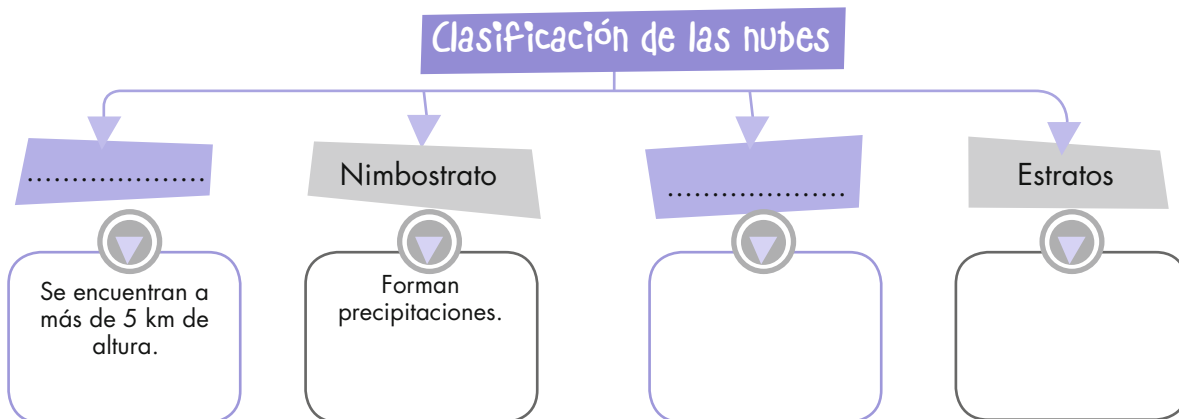 Clasificación de las nubes
....................
Nimbostrato
....................
Estratos
Se encuentran a
más de 5 km de
altura.
Forman
precipitaciones.